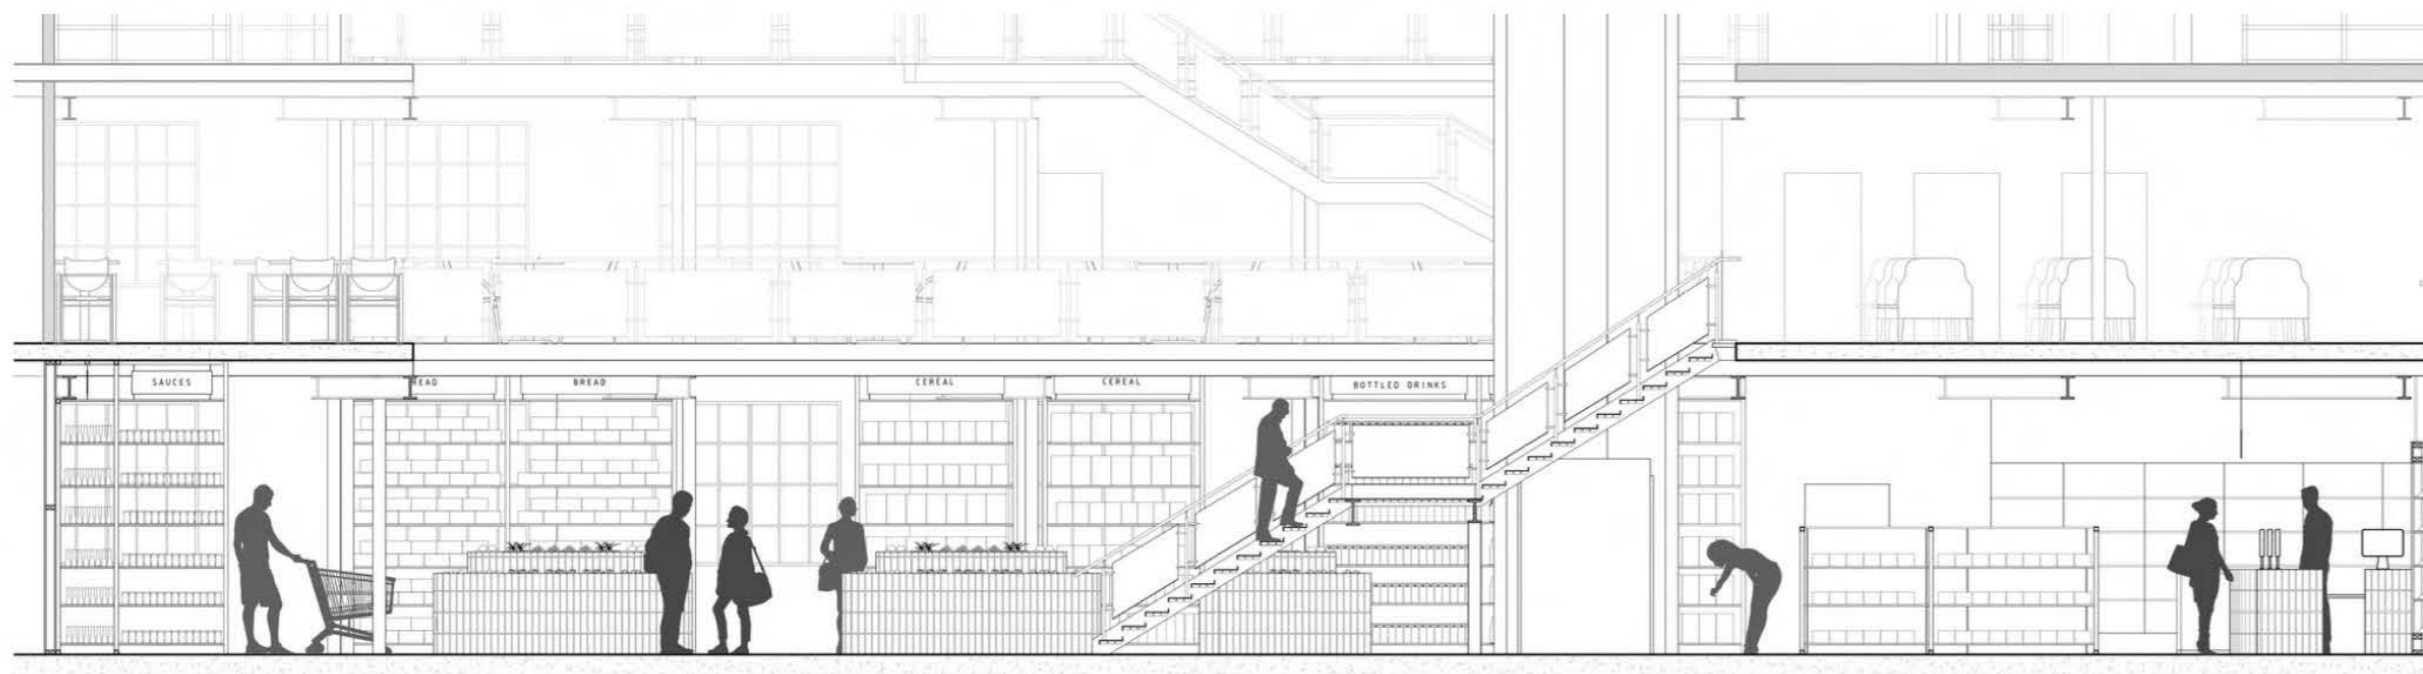 SAUCES
READ
BREAD
CEREAL
CEREAL
BOTTLED DRINKS